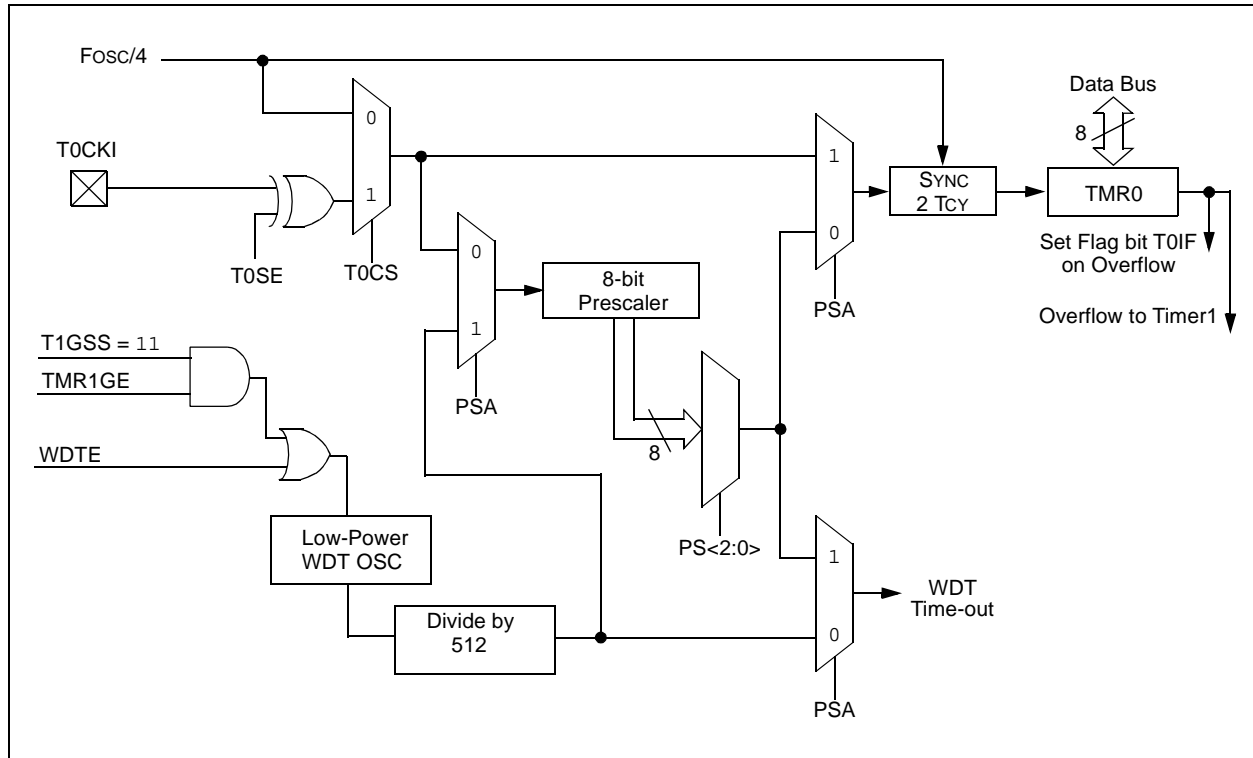 FOSC/4
Data Bus
0
8
T0CKI
1
SYNC
2 TCY
TMR0
1
0
0
T0SE
T0CS
8-bit
Prescaler
Set Flag bit T0IF
on Overflow
PSA
1
Overflow to Timer1
T1GSS = 11
TMR1GE
PSA
WDTE
8
Low-Power
WDT OSC
PS<2:0>
1
WDT
Time-out
Divide by
512
0
PSA